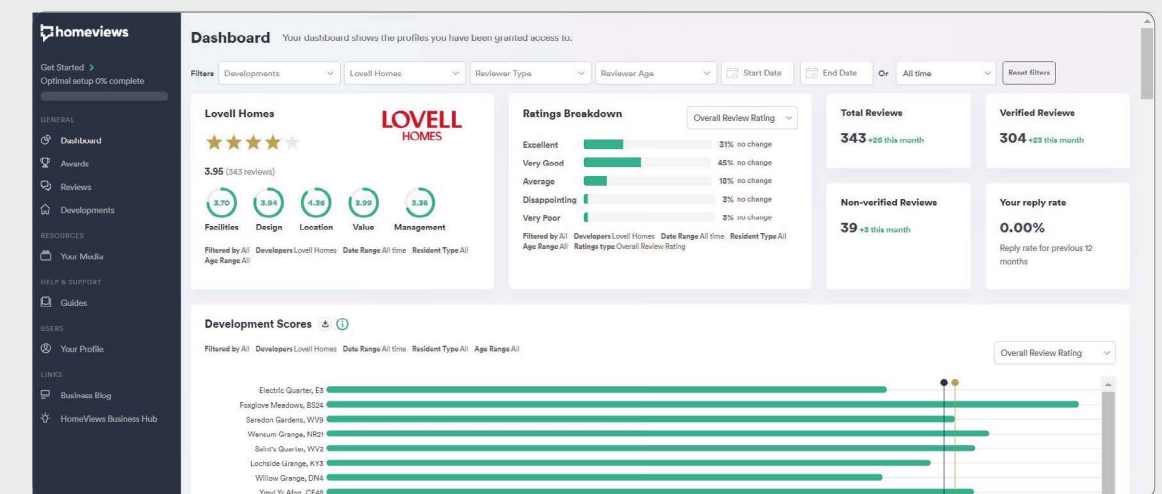 homeviews
Get Started >
Optimal setup 0% complete
GENERAL
Dashboard
Awards
Reviews
Developments
RESOURCES
Your Media
HELP & SUPPORT
Guides
USERS
Your Profile
LINKS
Business Blog
HomeViews Business Hub
Dashboard Your dashboard shows the profiles you have been granted access to.
Filters Developments Lovell Homes Reviewer Type Reviewer Age Start Date End Date Or All time Reset filters
Lovell Homes
LOVELL
HOMES
3.95 (343 reviews)
3.70 3.94 4.36 3.99 3.36
Facilities Design Location Value Management
Filtered by All Developers Lovell Homes Date Range All time Resident Type All
Age Range All
Ratings Breakdown Overall Review Rating
Excellent 31% no change
Very Good 45% no change
Average 18% no change
Disappointing 3% no change
Very Poor 3% no change
Filtered by All Developers Lovell Homes Date Range All time Resident Type All
Age Range All Ratings type Overall Review Rating
Total Reviews
343 +26 this month
Verified Reviews
304 +23 this month
Non-verified Reviews
39 +3 this month
Your reply rate
0.00%
Reply rate for previous 12
months
Development Scores
Filtered by All Developers Lovell Homes Date Range All time Resident Type All Age Range All
Overall Review Rating
Electric Quarter, E3
Foxglove Meadows, BS24
Saredon Gardens, WV9
Wensum Grange, NR21
Saint's Quarter, WV2
Lochside Grange, KY3
Willow Grange, DN4
Ynysl Yr Afon, CF48